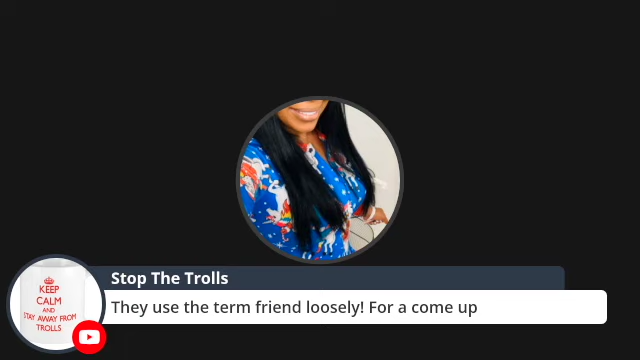 Stop The Trolls
They use the term friend loosely! For a come up
KEEP
CALM
AND
STAY AWAY FROM
TROLLS